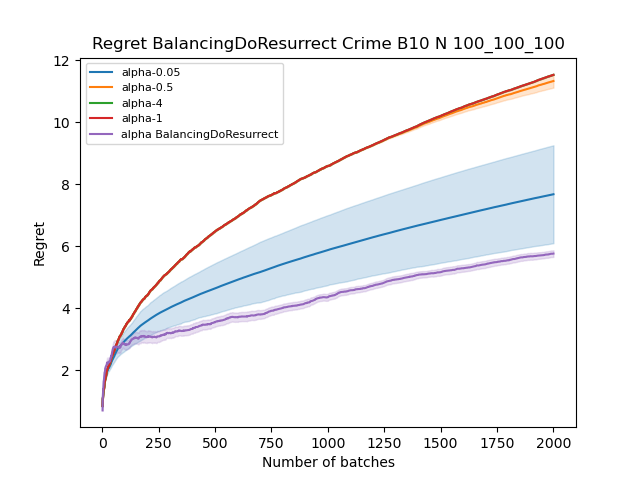 Regret BalancingDoResurrect Crime B10 N 100_100_100
12
10
8
6
4
2
Regret
alpha-0.05
alpha-0.5
alpha-4
alpha-1
alpha BalancingDoResurrect
0 250 500 750 1000 1250 1500 1750 2000
Number of batches